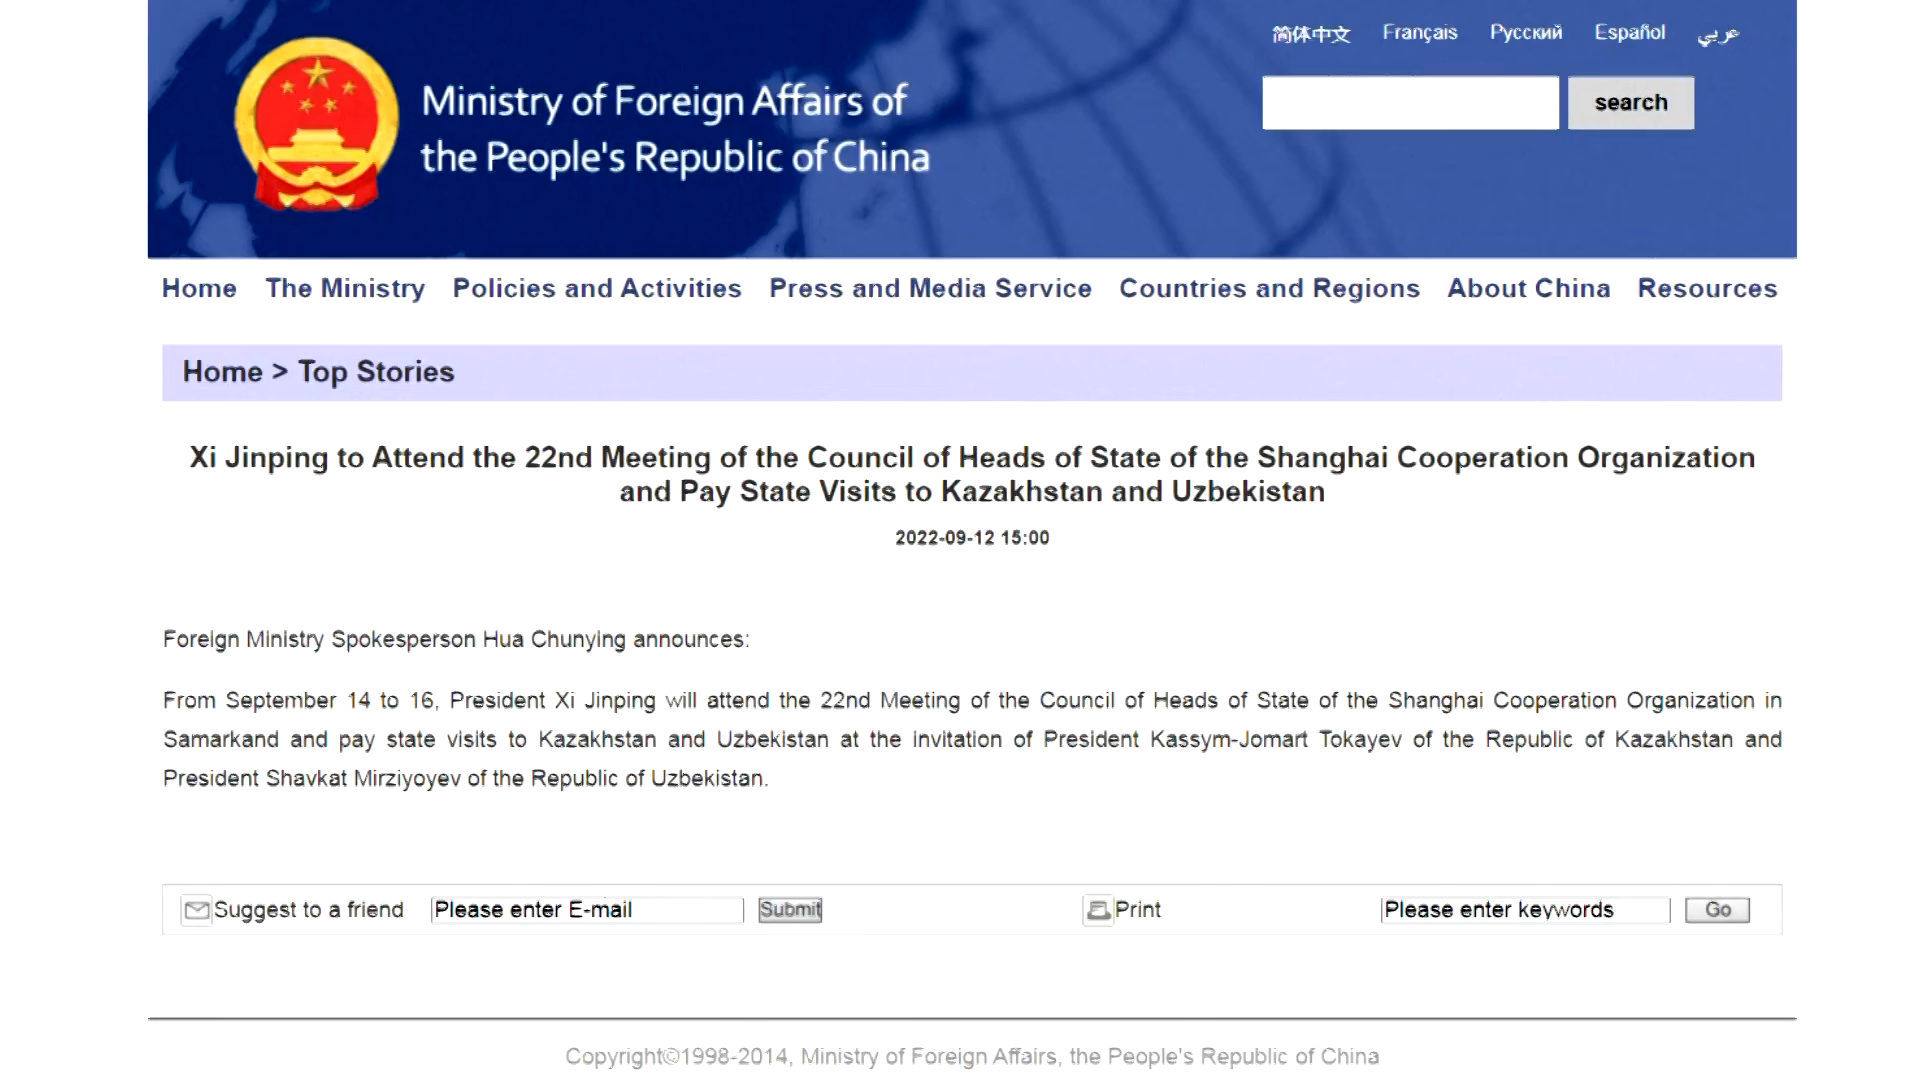 简体中文 Français Русский Español عربي
Ministry of Foreign Affairs of
the People's Republic of China
search
Home The Ministry Policies and Activities Press and Media Service Countries and Regions About China Resources
Home > Top Stories
Xi Jinping to Attend the 22nd Meeting of the Council of Heads of State of the Shanghai Cooperation Organization
and Pay State Visits to Kazakhstan and Uzbekistan
2022-09-12 15:00
Foreign Ministry Spokesperson Hua Chunying announces:
From September 14 to 16, President Xi Jinping will attend the 22nd Meeting of the Council of Heads of State of the Shanghai Cooperation Organization in
Samarkand and pay state visits to Kazakhstan and Uzbekistan at the invitation of President Kassym-Jomart Tokayev of the Republic of Kazakhstan and
President Shavkat Mirziyoyev of the Republic of Uzbekistan.
Suggest to a friend Please enter E-mail Submit Print Please enter keywords Go
Copyright©1998-2014, Ministry of Foreign Affairs, the People's Republic of China